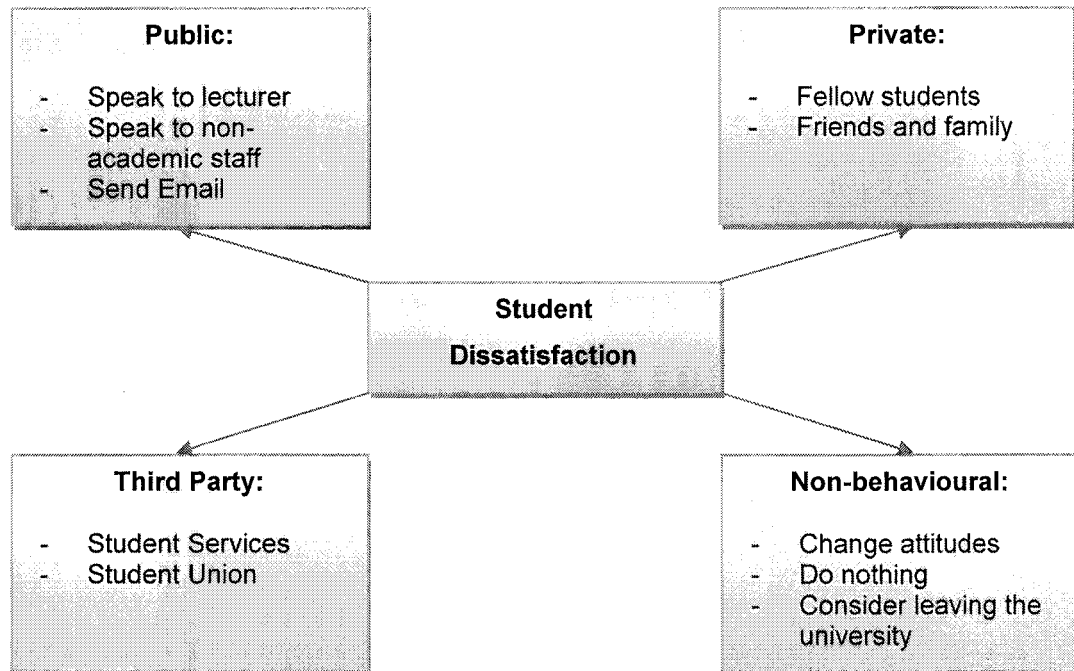 Public:
- Speak to lecturer
- Speak to non-
academic staff
- Send Email
Private:
- Fellow students
- Friends and family
Student
Dissatisfaction
Third Party:
- Student Services
- Student Union
Non-behavioural:
- Change attitudes
- Do nothing
- Consider leaving the
university